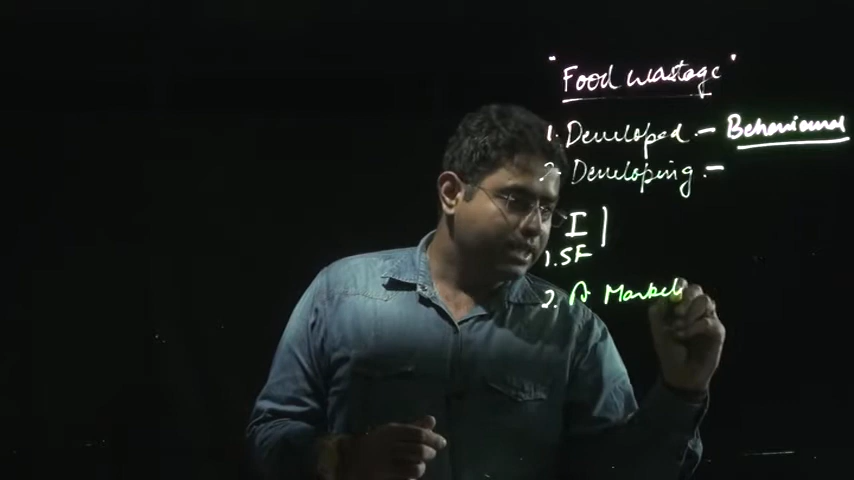 "Food wastage"
1. Developed - Behavioural
2. Developing -
I |
1. SF
2. A Market